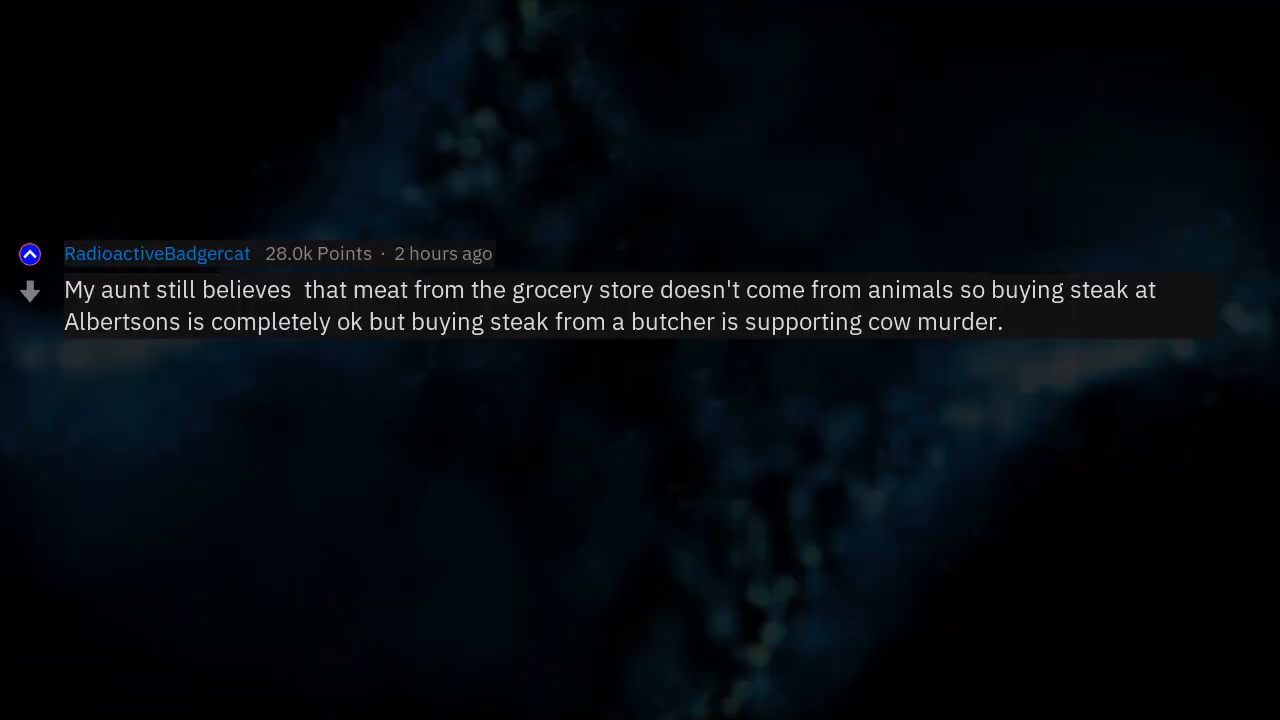 RadioactiveBadgercat 28.0k Points · 2 hours ago
My aunt still believes  that meat from the grocery store doesn't come from animals so buying steak at
Albertsons is completely ok but buying steak from a butcher is supporting cow murder.